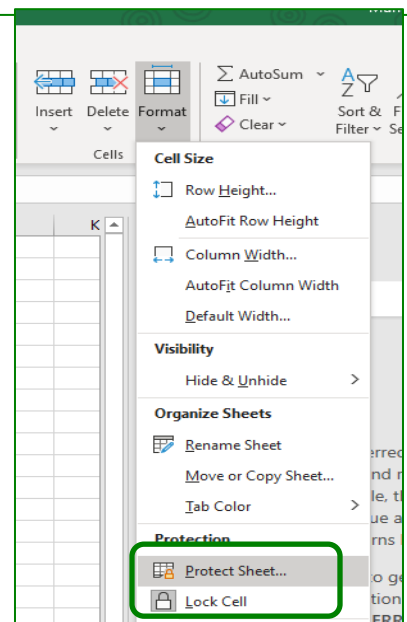 Insert Delete Format
Cells
∑ AutoSum
Fill
Clear
Sort &
Filter
K
Cell Size
Row Height...
AutoFit Row Height
Column Width...
AutoFit Column Width
Default Width...
Visibility
Hide & Unhide >
Organize Sheets
Rename Sheet
Move or Copy Sheet...
Tab Color >
Protection
Protect Sheet...
Lock Cell